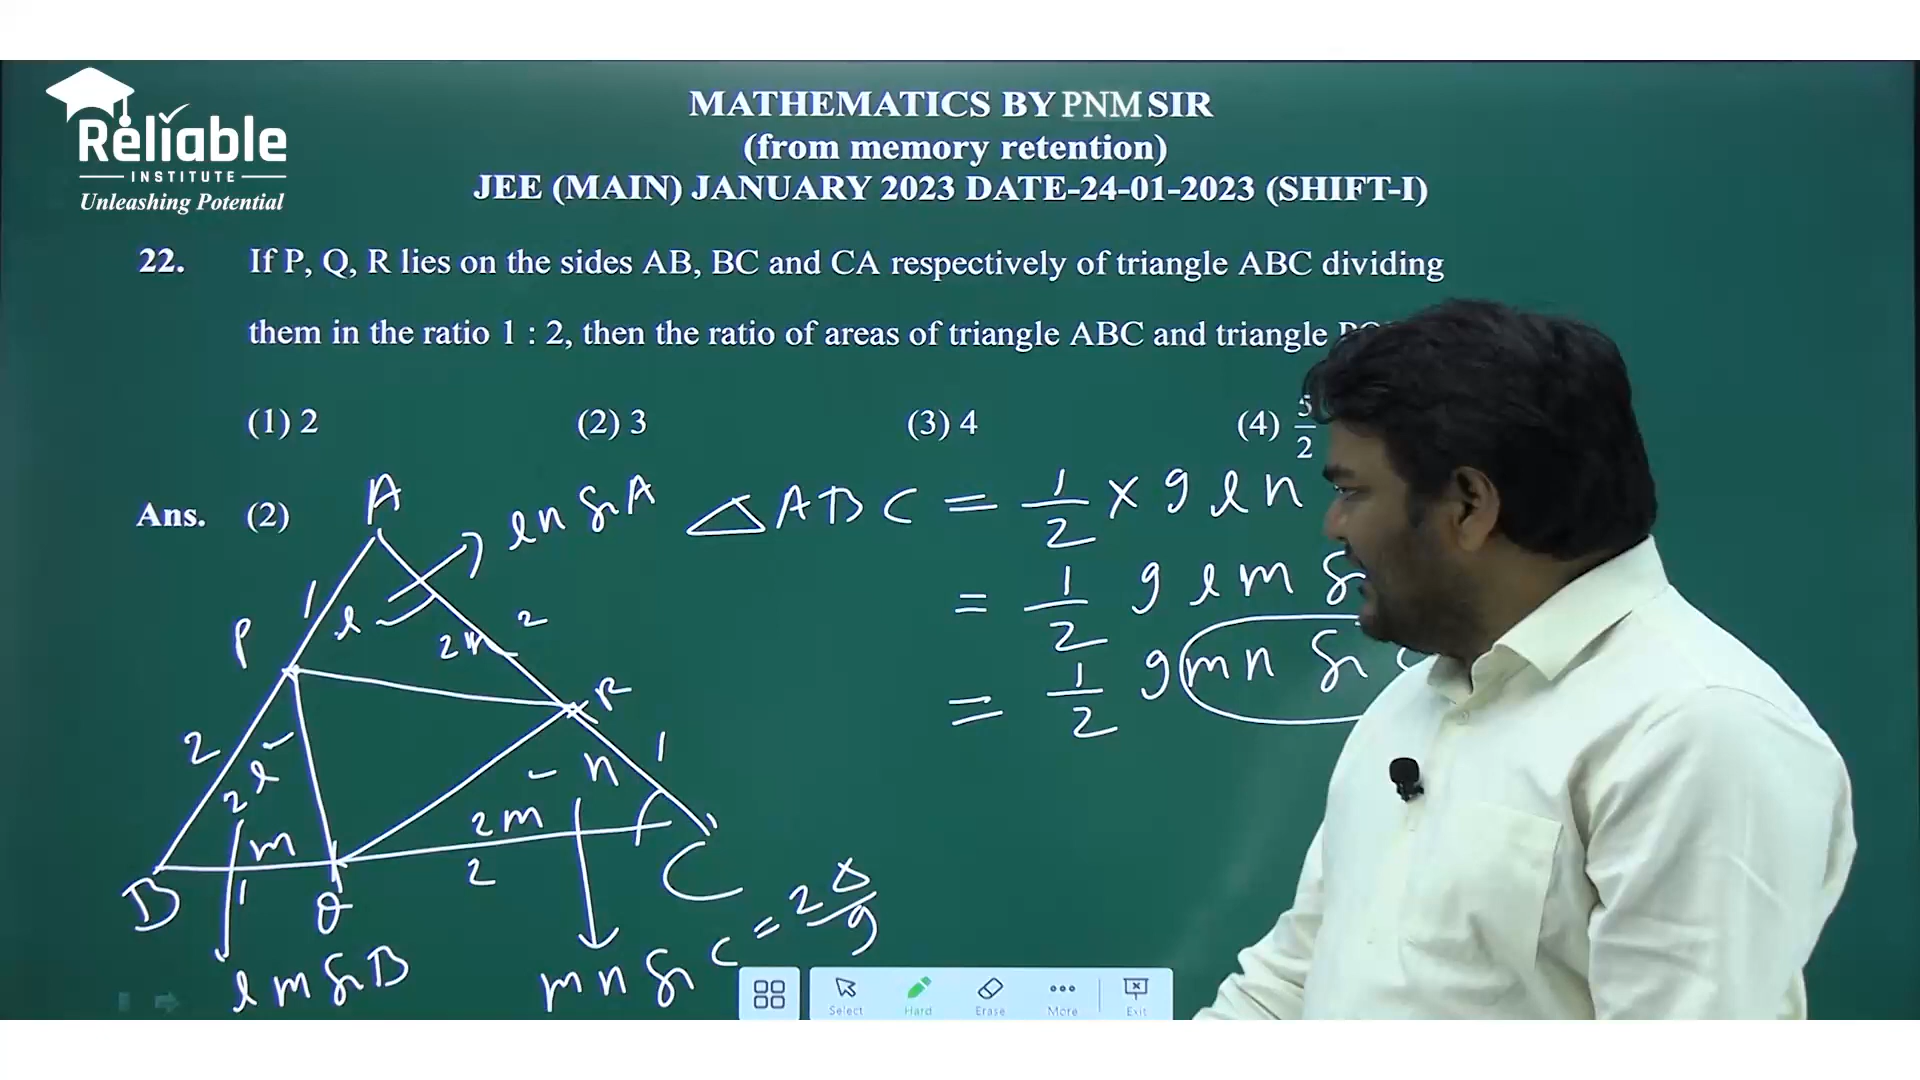 Reliable
INSTITUTE
Unleashing Potential
MATHEMATICS BY PNM SIR
(from memory retention)
JEE (MAIN) JANUARY 2023 DATE-24-01-2023 (SHIFT-I)
22. If P, Q, R lies on the sides AB, BC and CA respectively of triangle ABC dividing
them in the ratio 1 : 2, then the ratio of areas of triangle ABC and triangle
(1) 2 (2) 3 (3) 4 (4) 5/2
Ans. (2)
A
ln sin A
△ABC = 1/2 × 9 l n
= 1/2 9 l m
= 1/2 9 m n sin
1
l
2n
2
P
R
2
2l
1
n
m
2m
B
1
Q
2
C
l m sin B
m n sin C = 2△/9
Select
Hard
Erase
More
Exit